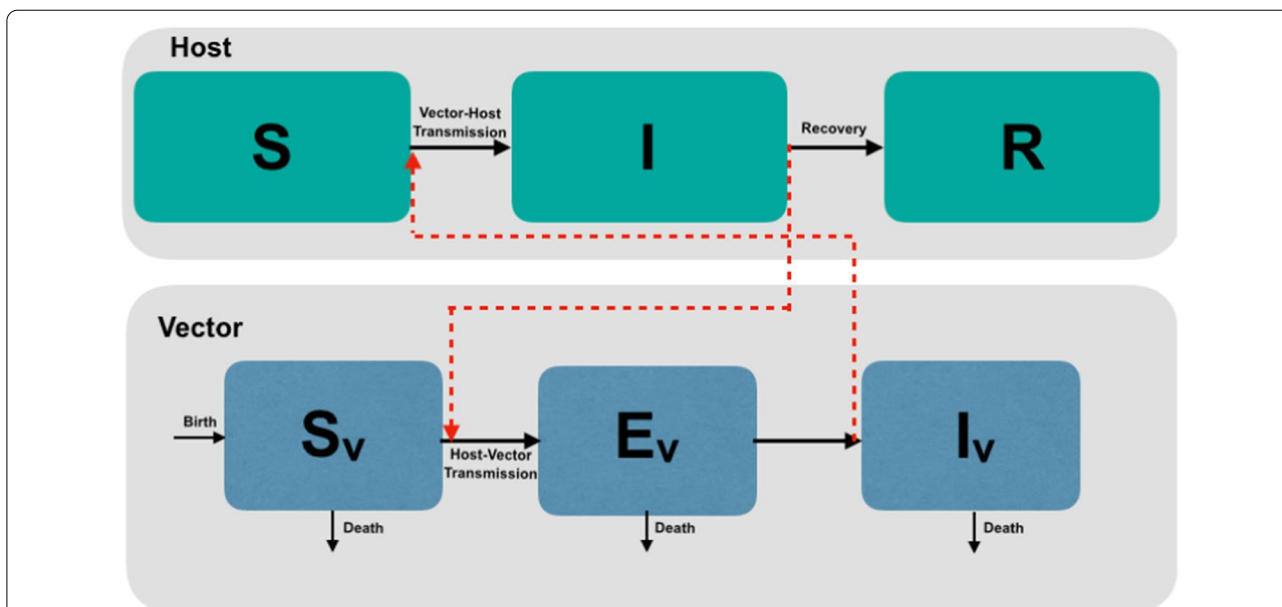 Host
S
Vector-Host
Transmission
I
Recovery
R
Vector
Birth
Sv
Host-Vector
Transmission
Ev
Iv
Death
Death
Death